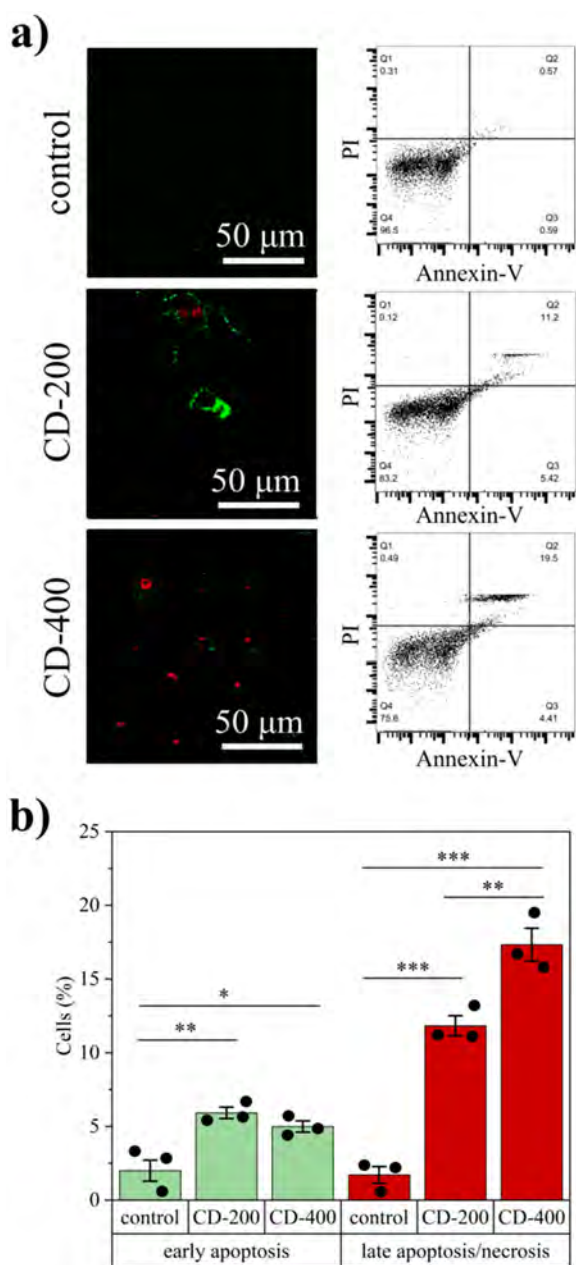 a)
control
50 μm
Q1
0.31
Q2
0.57
PI
Q4
96.5
Q3
0.59
Annexin-V
CD-200
50 μm
Q1
0.12
Q2
11.2
PI
Q4
83.2
Q3
5.42
Annexin-V
CD-400
50 μm
Q1
0.49
Q2
19.5
PI
Q4
75.6
Q3
4.41
Annexin-V
b)
25
20
15
10
5
0
Cells (%)
***
**
***
*
**
control CD-200 CD-400 control CD-200 CD-400
early apoptosis late apoptosis/necrosis